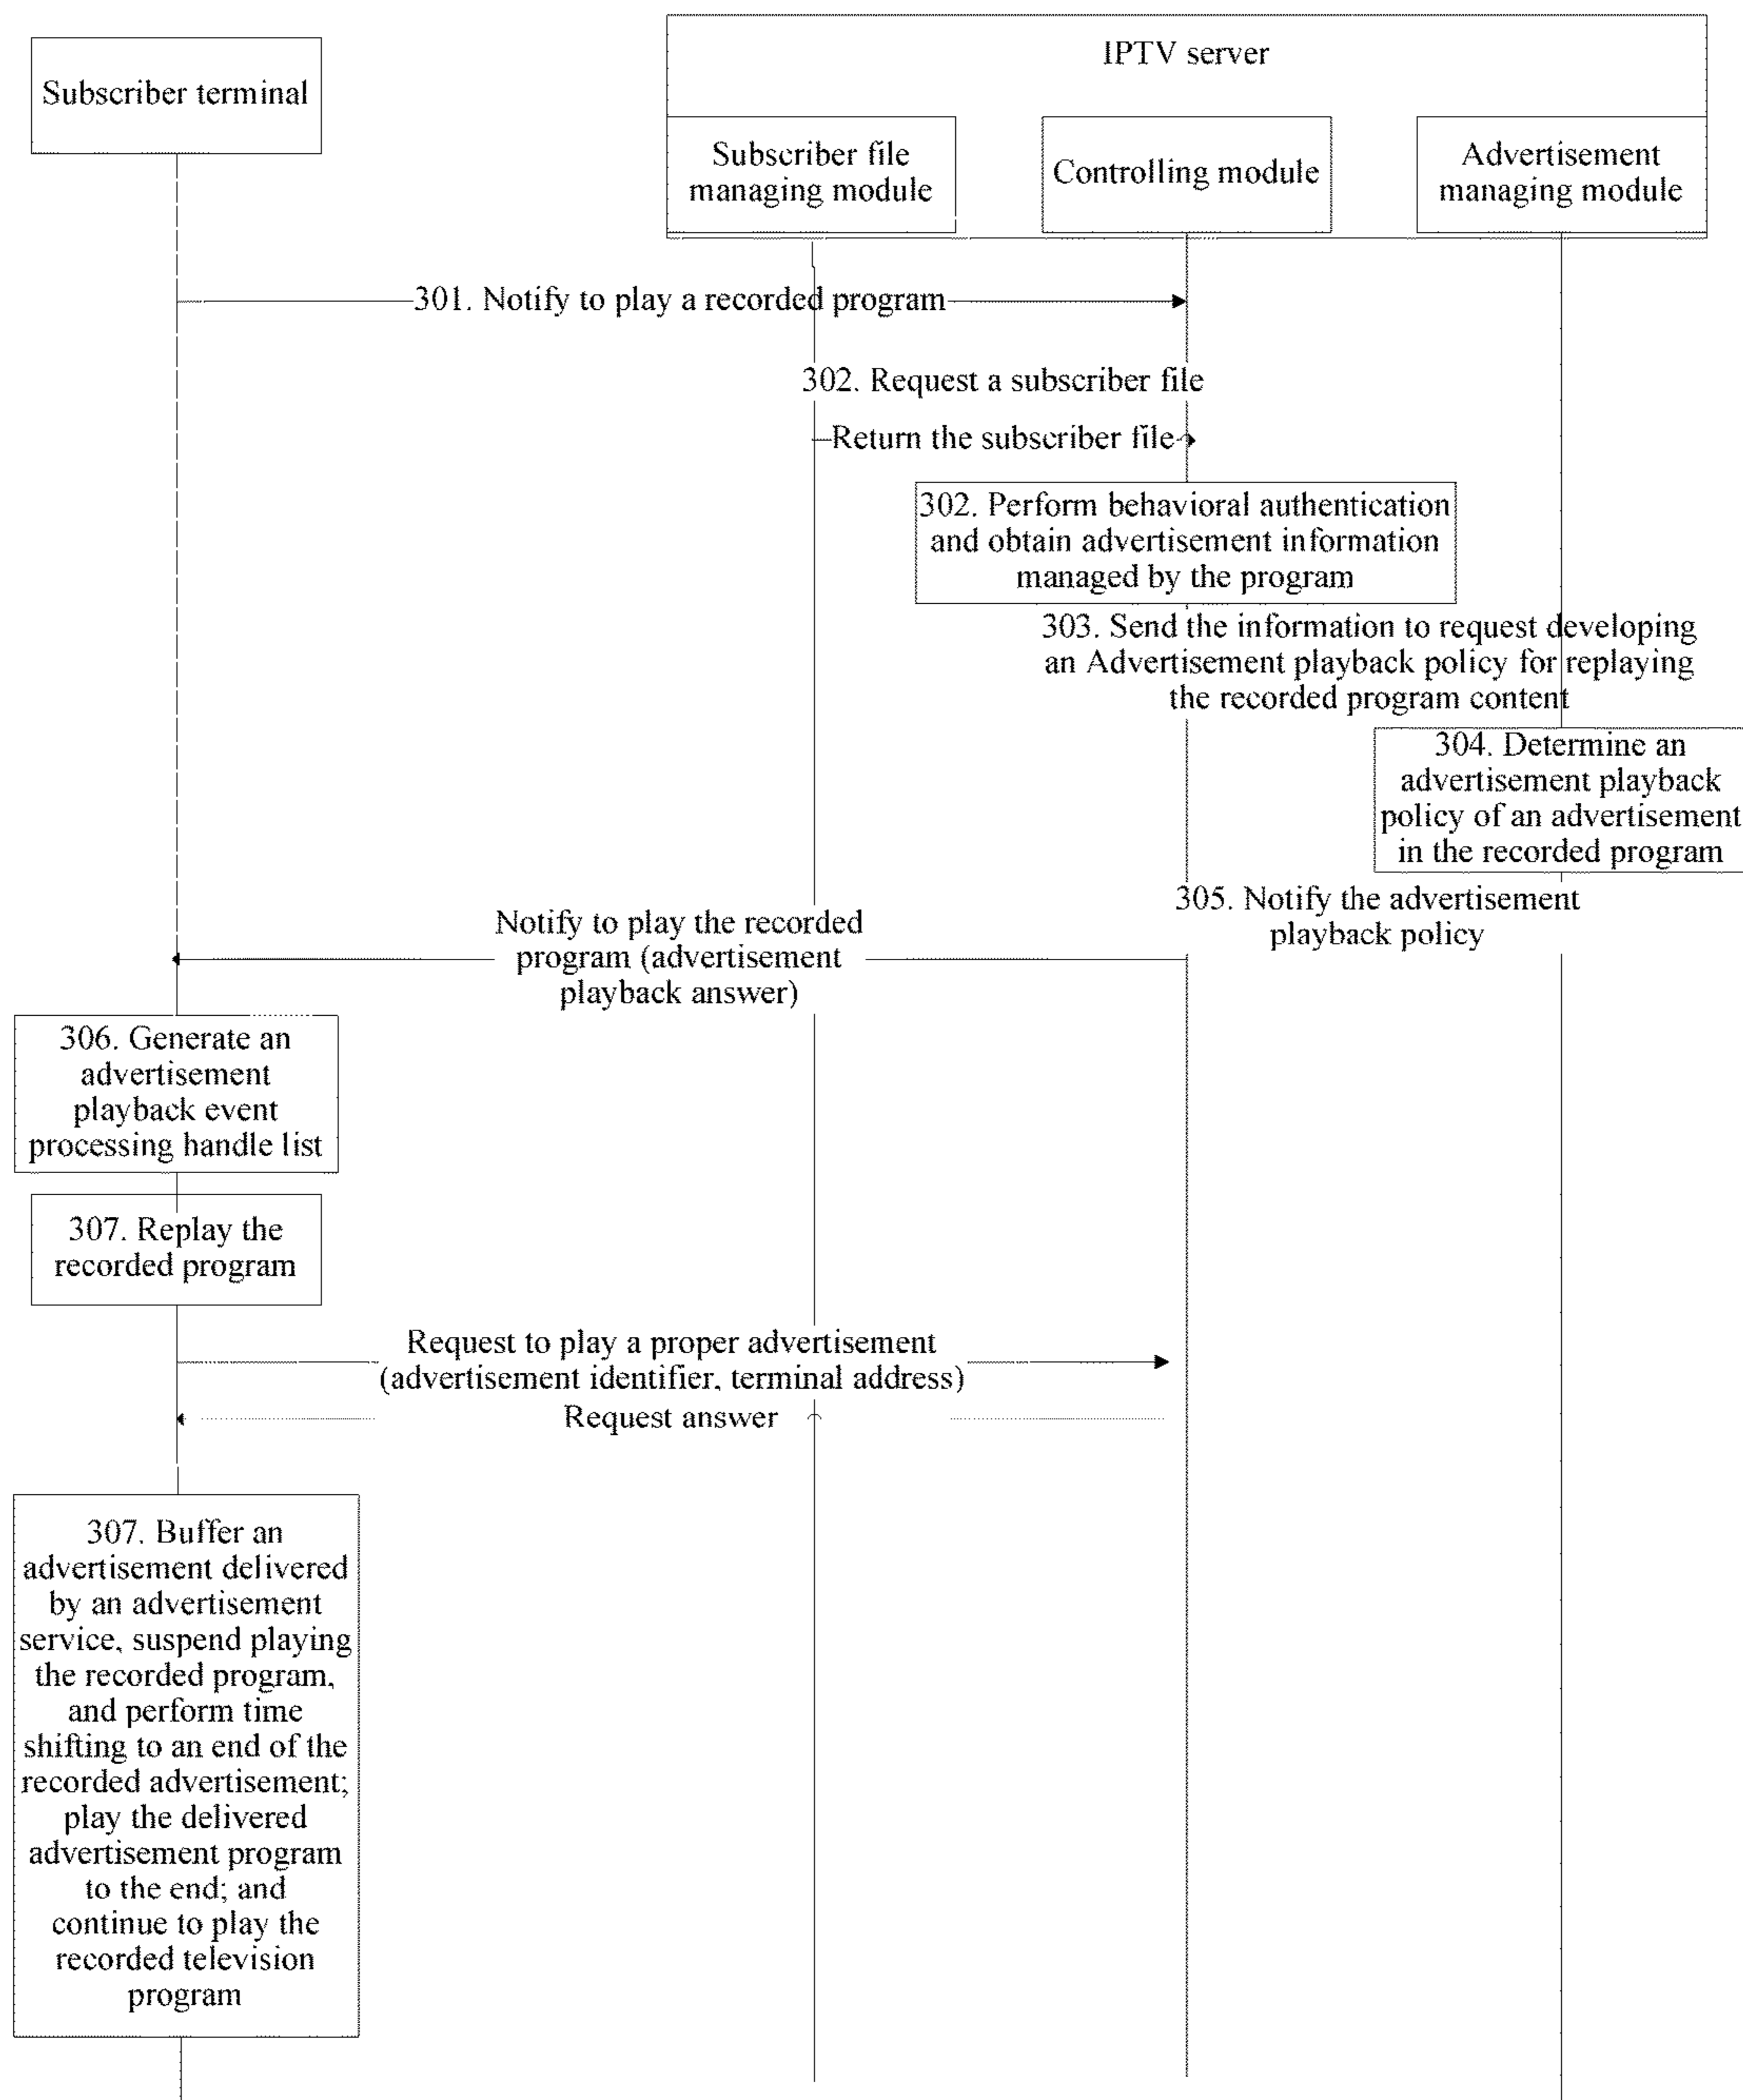 IPTV server
Subscriber terminal
Subscriber file
managing module
Controlling module
Advertisement
managing module
301. Notify to play a recorded program
302. Request a subscriber file
Return the subscriber file
302. Perform behavioral authentication
and obtain advertisement information
managed by the program
303. Send the information to request developing
an Advertisement playback policy for replaying
the recorded program content
304. Determine an
advertisement playback
policy of an advertisement
in the recorded program
305. Notify the advertisement
playback policy
Notify to play the recorded
program (advertisement
playback answer)
306. Generate an
advertisement
playback event
processing handle list
307. Replay the
recorded program
Request to play a proper advertisement
(advertisement identifier, terminal address)
Request answer
307. Buffer an
advertisement delivered
by an advertisement
service, suspend playing
the recorded program,
and perform time
shifting to an end of the
recorded advertisement;
play the delivered
advertisement program
to the end; and
continue to play the
recorded television
program